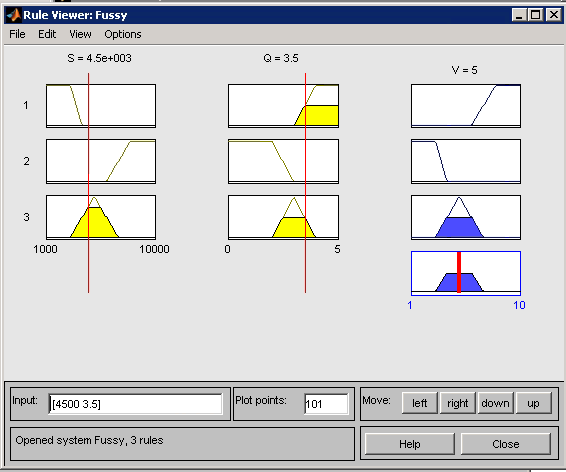 Rule Viewer: Fussy
File Edit View Options
S = 4.5e+003 Q = 3.5 V = 5
1
2
3
1000 10000 0 5
1 10
Input: [4500 3.5] Plot points: 101 Move: left right down up
Opened system Fussy, 3 rules Help Close